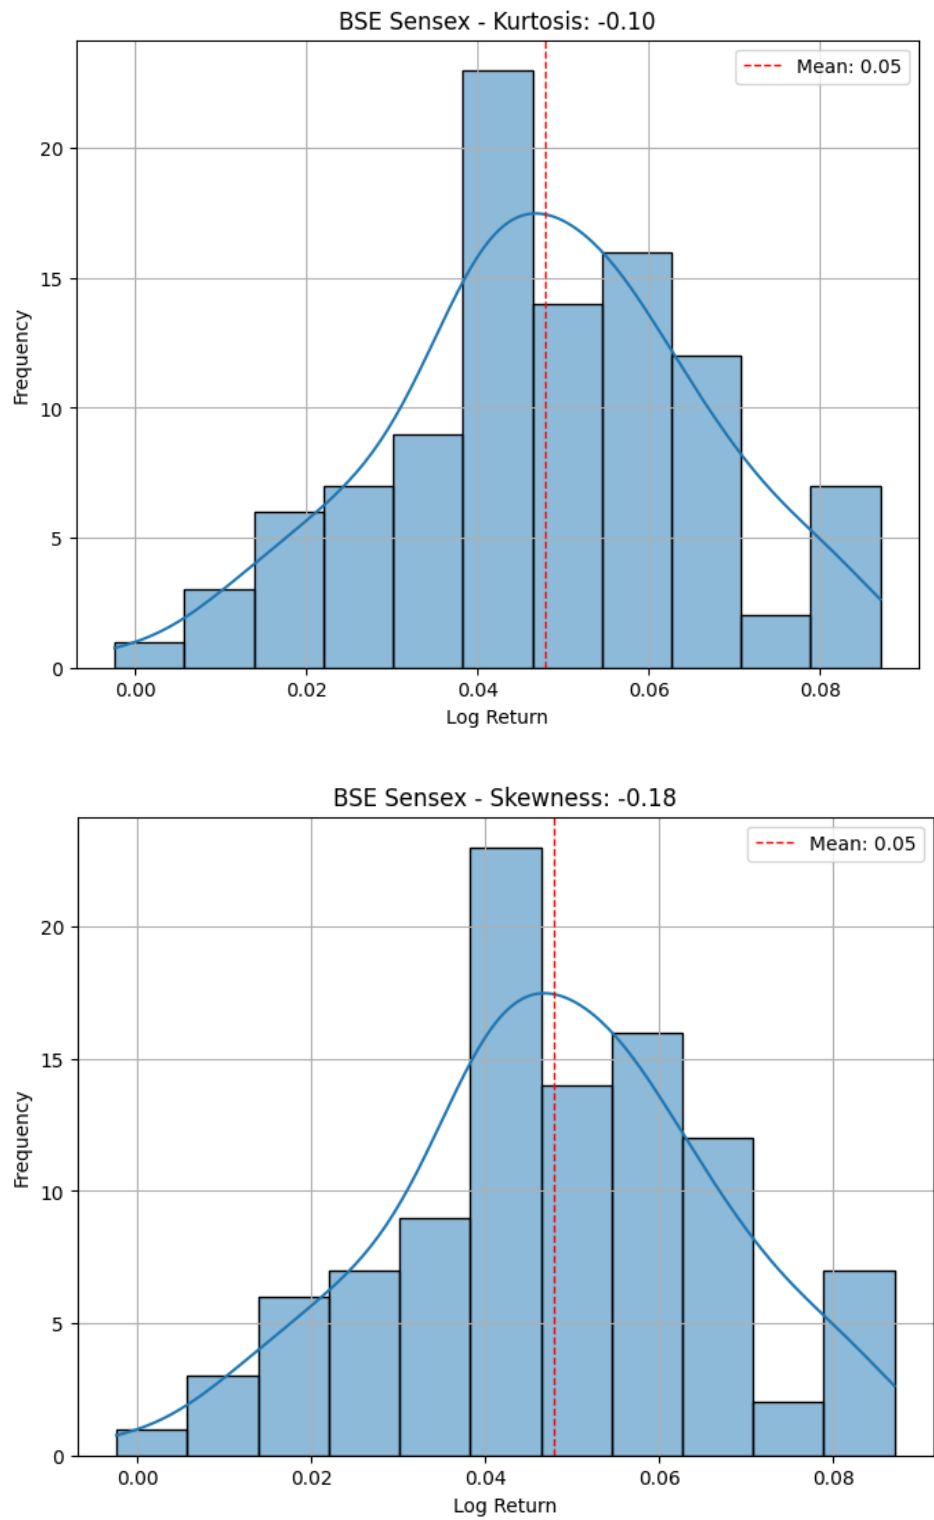 BSE Sensex - Kurtosis: -0.10
Mean: 0.05
20
15
10
5
0
Frequency
0.00 0.02 0.04 0.06 0.08
Log Return
BSE Sensex - Skewness: -0.18
Mean: 0.05
20
15
10
5
0
Frequency
0.00 0.02 0.04 0.06 0.08
Log Return